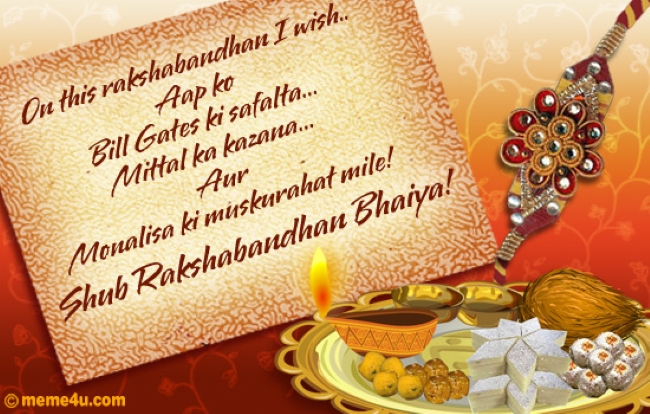 On this rakshabandhan I wish..
Aap ko
Bill Gates ki safalta...
Mittal ka kazana...
Aur
Monalisa ki muskurahat mile!
Shub Rakshabandhan Bhaiya!
© meme4u.com